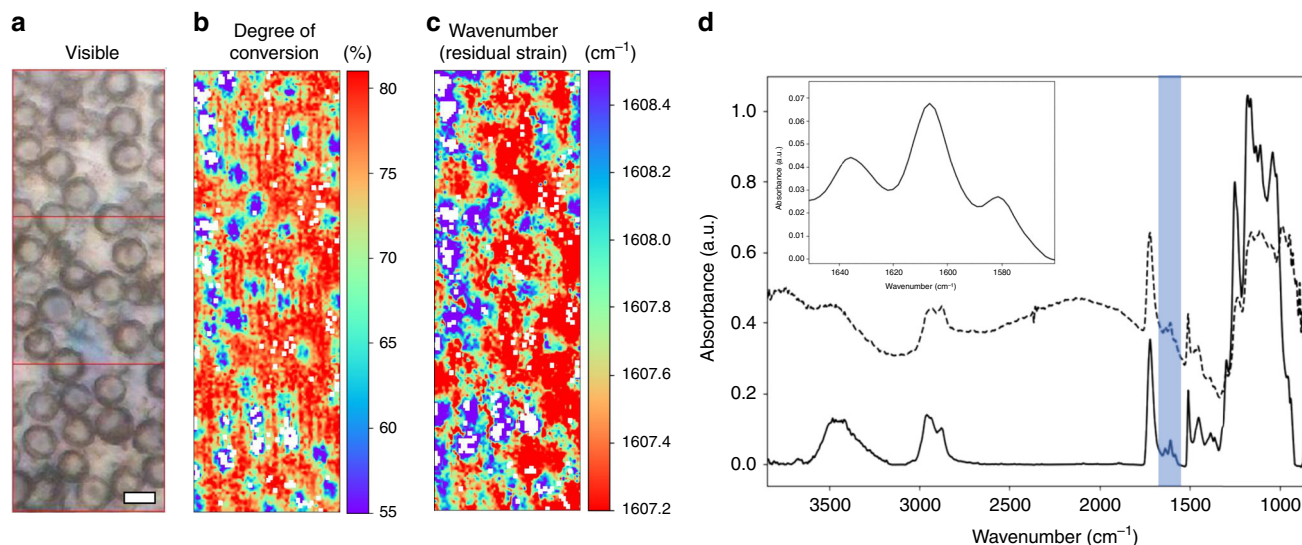 a
Visible
b
Degree of
conversion
(%)
80
75
70
65
60
55
c
Wavenumber
(residual strain)
(cm⁻¹)
1608.4
1608.2
1608.0
1607.8
1607.6
1607.4
1607.2
d
Absorbance (a.u.)
1.0
0.8
0.6
0.4
0.2
0.0
3500
3000
2500
2000
1500
1000
Wavenumber (cm⁻¹)
Absorbance (a.u.)
0.07
0.06
0.05
0.04
0.03
0.02
0.01
0.00
1640
1620
1600
1580
Wavenumber (cm⁻¹)